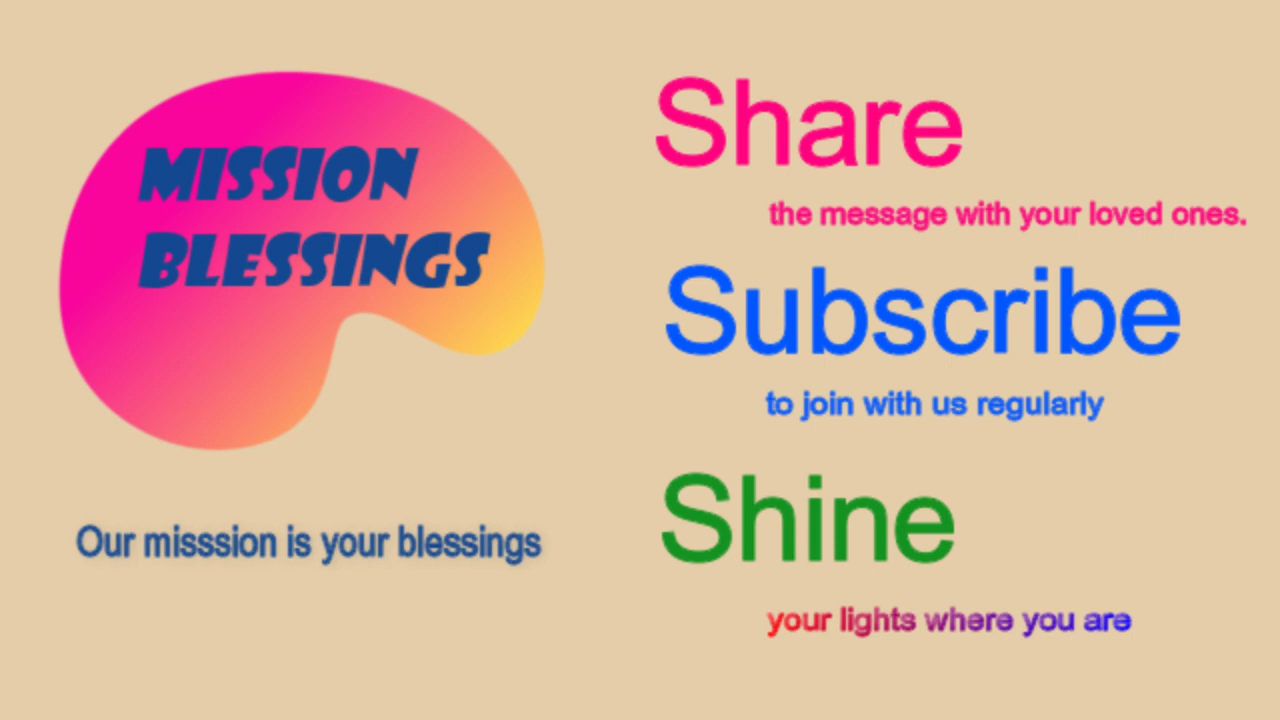 MISSION
BLESSINGS
Our misssion is your blessings
Share
the message with your loved ones.
Subscribe
to join with us regularly
Shine
your lights where you are